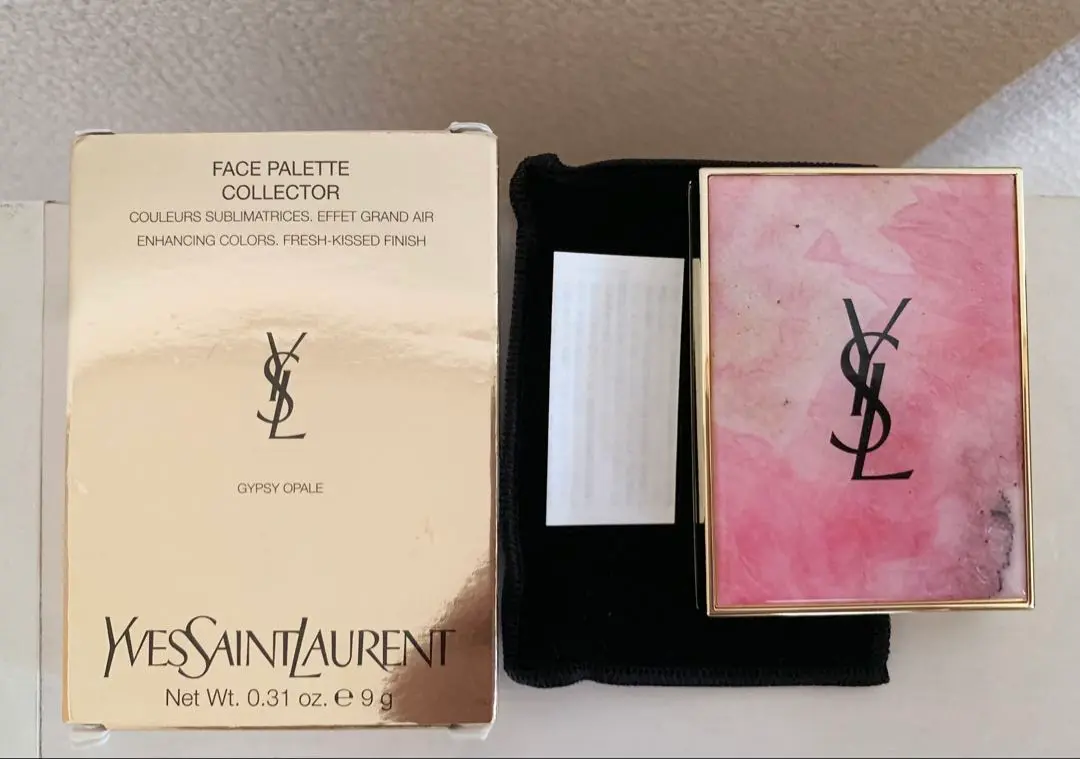 FACE PALETTE
COLLECTOR
COULEURS SUBLIMATRICES. EFFET GRAND AIR
ENHANCING COLORS. FRESH-KISSED FINISH
YSL
GYPSY OPALE
YVESSAINTLAURENT
Net Wt. 0.31 oz. ℮ 9 g
YSL